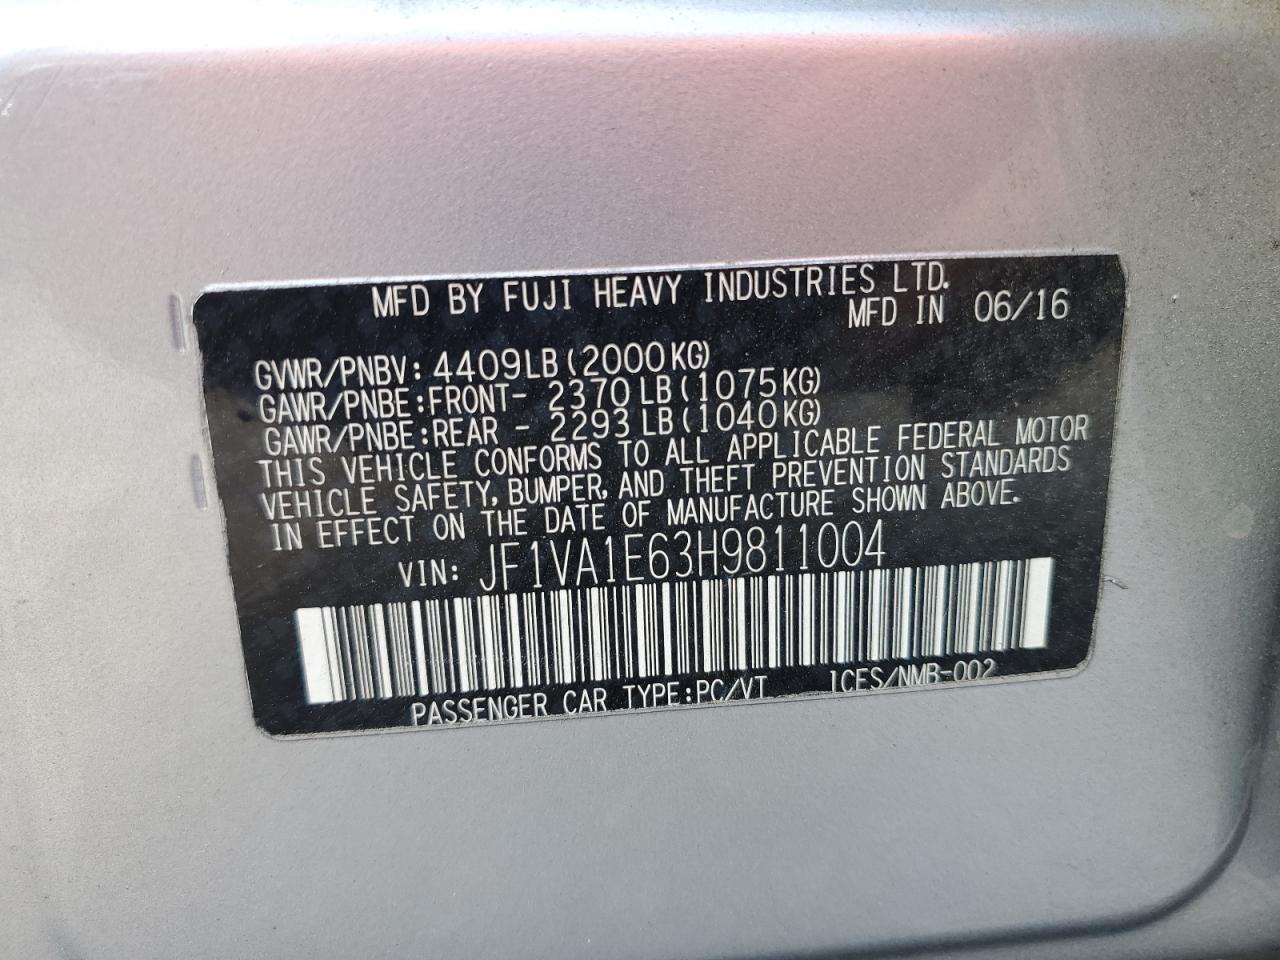 MFD BY FUJI HEAVY INDUSTRIES LTD.
MFD IN 06/16
GVWR/PNBV: 4409LB (2000KG)
GAWR/PNBE:FRONT- 2370 LB (1075KG)
GAWR/PNBE:REAR - 2293 LB (1040KG)
THIS VEHICLE CONFORMS TO ALL APPLICABLE FEDERAL MOTOR
VEHICLE SAFETY, BUMPER, AND THEFT PREVENTION STANDARDS
IN EFFECT ON THE DATE OF MANUFACTURE SHOWN ABOVE.
VIN: JF1VA1E63H9811004
PASSENGER CAR TYPE:PC/VT ICES/NMB-002